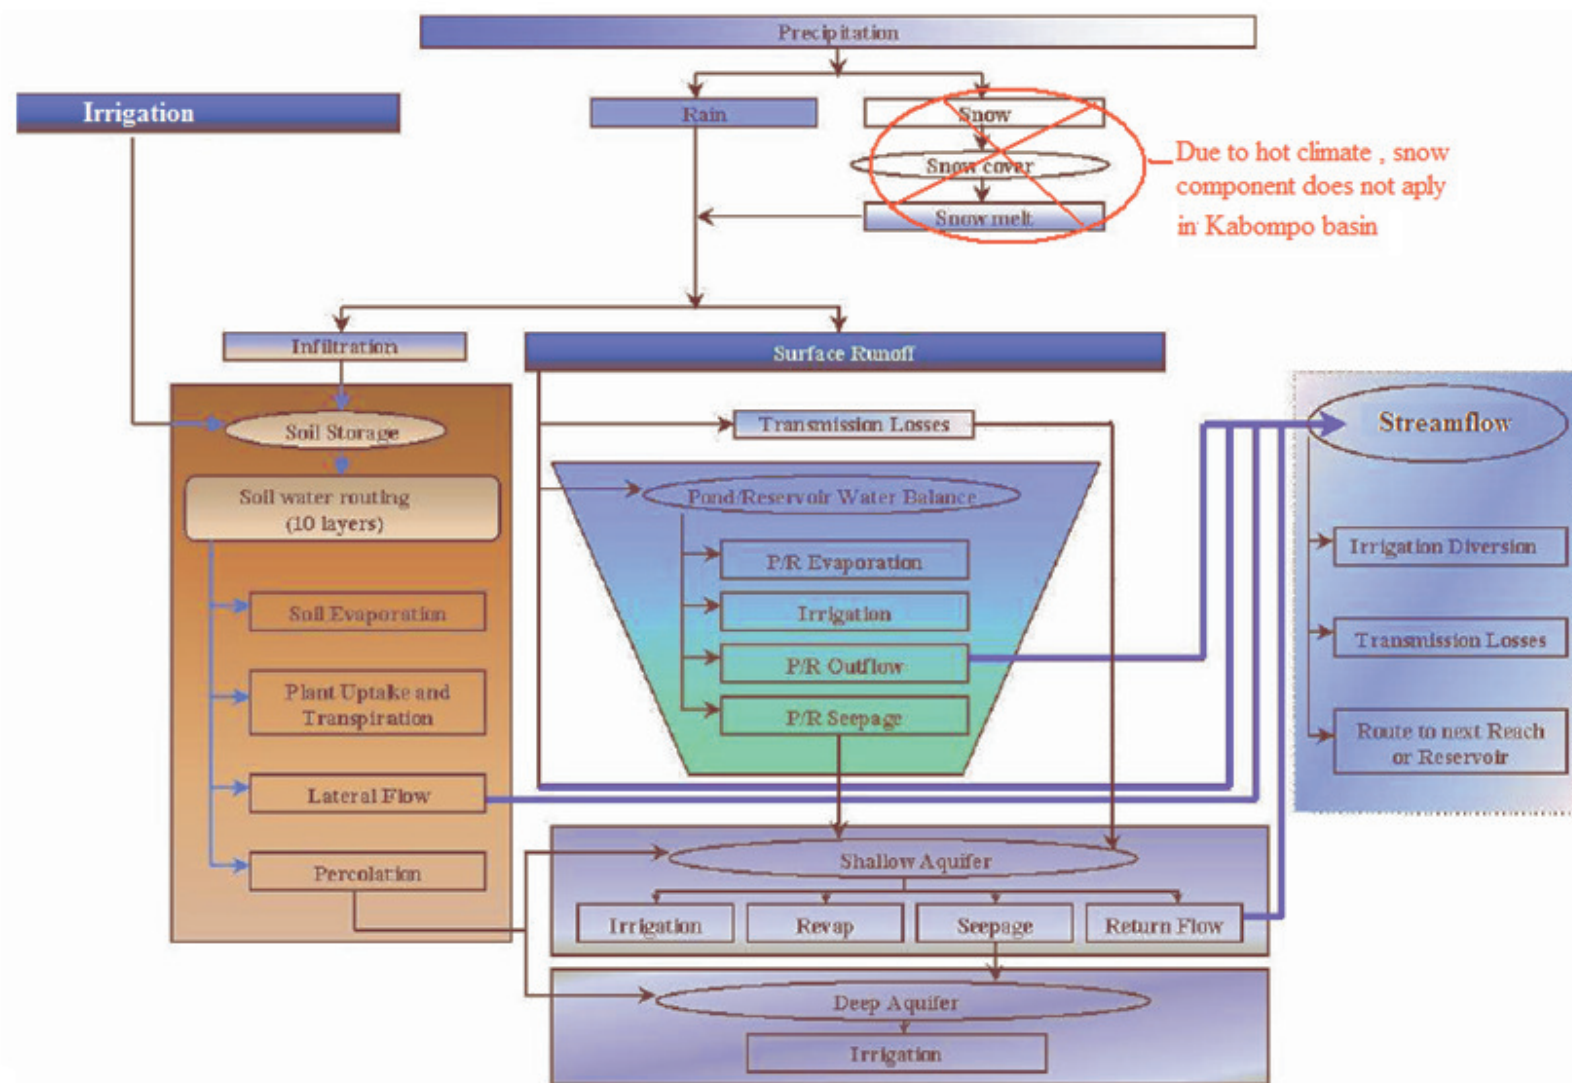 Precipitation
Irrigation
Rain
Snow
Snow cover
Snow melt
Due to hot climate , snow
component does not aply
in Kabompo basin
Infiltration
Surface Runoff
Soil Storage
Transmission Losses
Streamflow
Soil water routing
(10 layers)
Pond/Reservoir Water Balance
P/R Evaporation
Irrigation
P/R Outflow
P/R Seepage
Irrigation Diversion
Transmission Losses
Route to next Reach
or Reservoir
Soil Evaporation
Plant Uptake and
Transpiration
Lateral Flow
Percolation
Shallow Aquifer
Irrigation
Revap
Seepage
Return Flow
Deep Aquifer
Irrigation